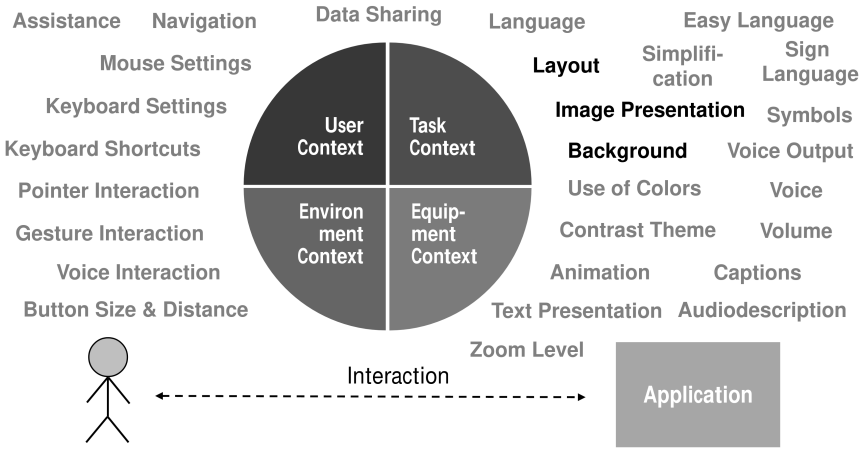 Assistance
Navigation
Data Sharing
Language
Easy Language
Mouse Settings
Layout
Simplifi-
cation
Sign
Language
Keyboard Settings
Image Presentation
Symbols
Keyboard Shortcuts
Background
Voice Output
Pointer Interaction
Use of Colors
Voice
Gesture Interaction
Contrast Theme
Volume
Voice Interaction
Animation
Captions
Button Size & Distance
Text Presentation
Audiodescription
Zoom Level
User
Context
Task
Context
Environ
ment
Context
Equip-
ment
Context
Interaction
Application